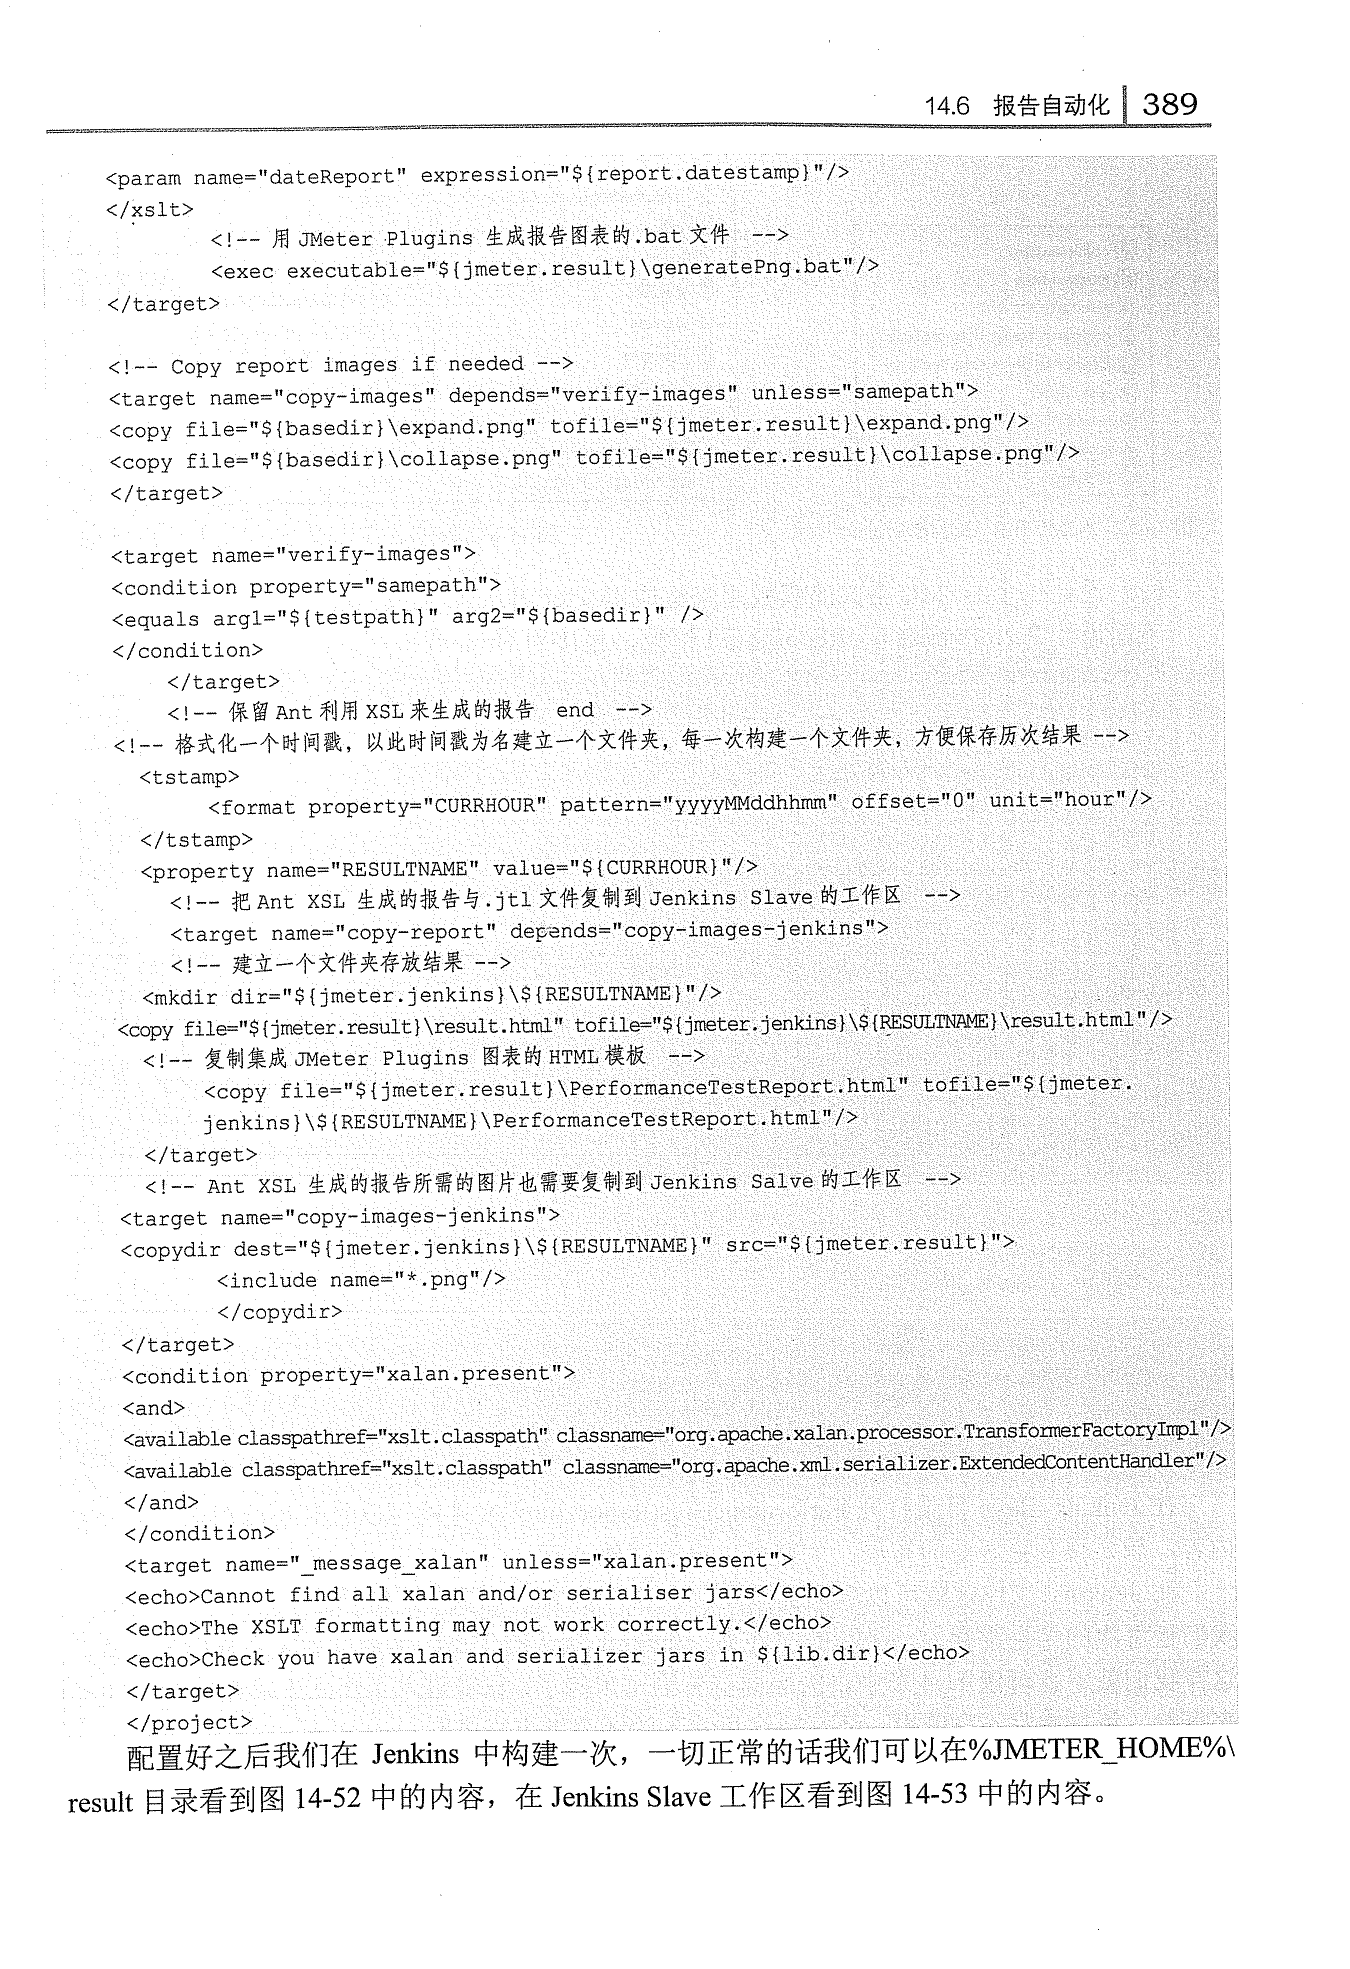 14.6 报告自动化 389
<param name="dateReport" expression="${report.datestamp}"/>
</xslt>
<!-- 用 JMeter Plugins 生成报告图表的.bat 文件 -->
<exec executable="${jmeter.result}\generatePng.bat"/>
</target>
<!-- Copy report images if needed -->
<target name="copy-images" depends="verify-images" unless="samepath">
<copy file="${basedir}\expand.png" tofile="${jmeter.result}\expand.png"/>
<copy file="${basedir}\collapse.png" tofile="${jmeter.result}\collapse.png"/>
</target>
<target name="verify-images">
<condition property="samepath">
<equals arg1="${testpath}" arg2="${basedir}" />
</condition>
</target>
<!-- 保留 Ant 利用 XSL 来生成的报告 end -->
<!-- 格式化一个时间戳，以此时间戳为名建立一个文件夹，每一次构建一个文件夹，方便保存历次结果 -->
<tstamp>
<format property="CURRHOUR" pattern="yyyyMMddhhmm" offset="0" unit="hour"/>
</tstamp>
<property name="RESULTNAME" value="${CURRHOUR}"/>
<!-- 把 Ant XSL 生成的报告与.jtl 文件复制到 Jenkins Slave 的工作区 -->
<target name="copy-report" depends="copy-images-jenkins">
<!-- 建立一个文件夹存放结果 -->
<mkdir dir="${jmeter.jenkins}\${RESULTNAME}"/>
<copy file="${jmeter.result}\result.html" tofile="${jmeter.jenkins}\${RESULTNAME}\result.html"/>
<!-- 复制集成 JMeter Plugins 图表的 HTML 模板 -->
<copy file="${jmeter.result}\PerformanceTestReport.html" tofile="${jmeter.
jenkins}\${RESULTNAME}\PerformanceTestReport.html"/>
</target>
<!-- Ant XSL 生成的报告所需的图片也需要复制到 Jenkins Salve 的工作区 -->
<target name="copy-images-jenkins">
<copydir dest="${jmeter.jenkins}\${RESULTNAME}" src="${jmeter.result}">
<include name="*.png"/>
</copydir>
</target>
<condition property="xalan.present">
<and>
<available classpathref="xslt.classpath" classname="org.apache.xalan.processor.TransformerFactoryImpl"/>
<available classpathref="xslt.classpath" classname="org.apache.xml.serializer.ExtendedContentHandler"/>
</and>
</condition>
<target name="_message_xalan" unless="xalan.present">
<echo>Cannot find all xalan and/or serialiser jars</echo>
<echo>The XSLT formatting may not work correctly.</echo>
<echo>Check you have xalan and serializer jars in ${lib.dir}</echo>
</target>
</project>
配置好之后我们在 Jenkins 中构建一次，一切正常的话我们可以在%JMETER_HOME%\
result 目录看到图 14-52 中的内容，在 Jenkins Slave 工作区看到图 14-53 中的内容。